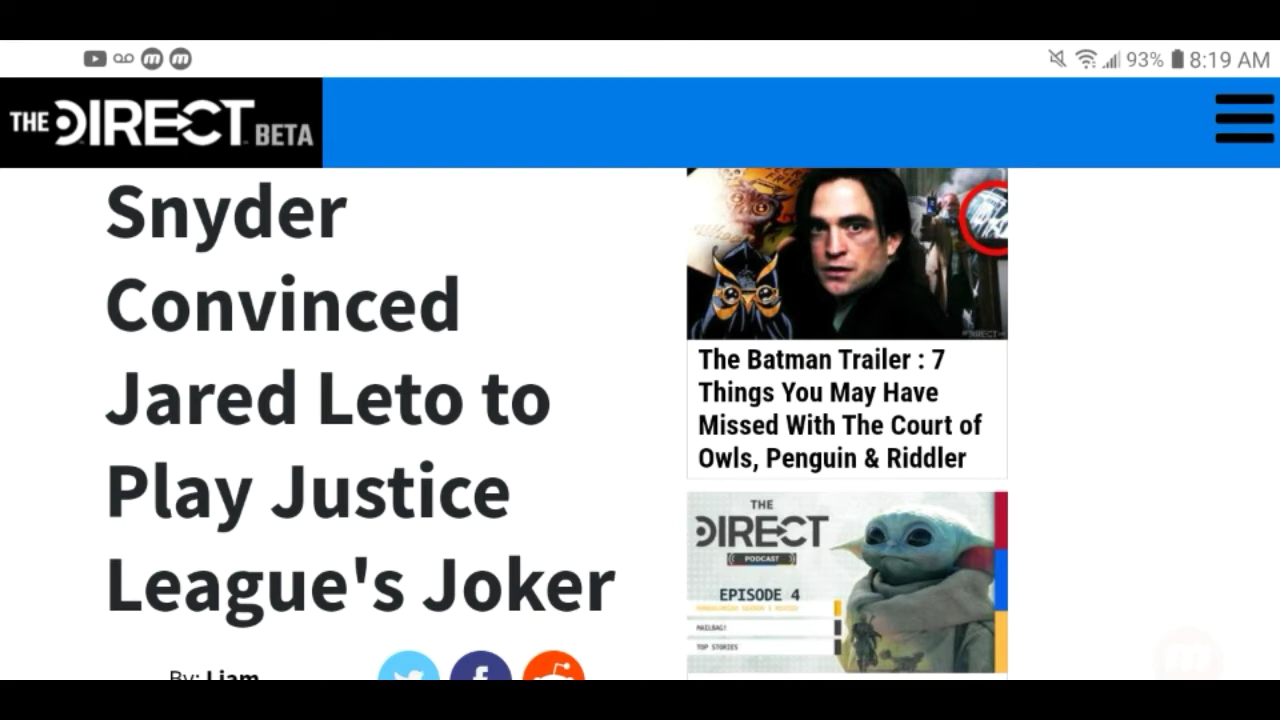 93% 8:19 AM
THE DIRECT BETA
Snyder
Convinced
Jared Leto to
Play Justice
League's Joker
By: Liam
The Batman Trailer : 7
Things You May Have
Missed With The Court of
Owls, Penguin & Riddler
THE
DIRECT
PODCAST
EPISODE 4
MAILBAG!
TOP STORIES